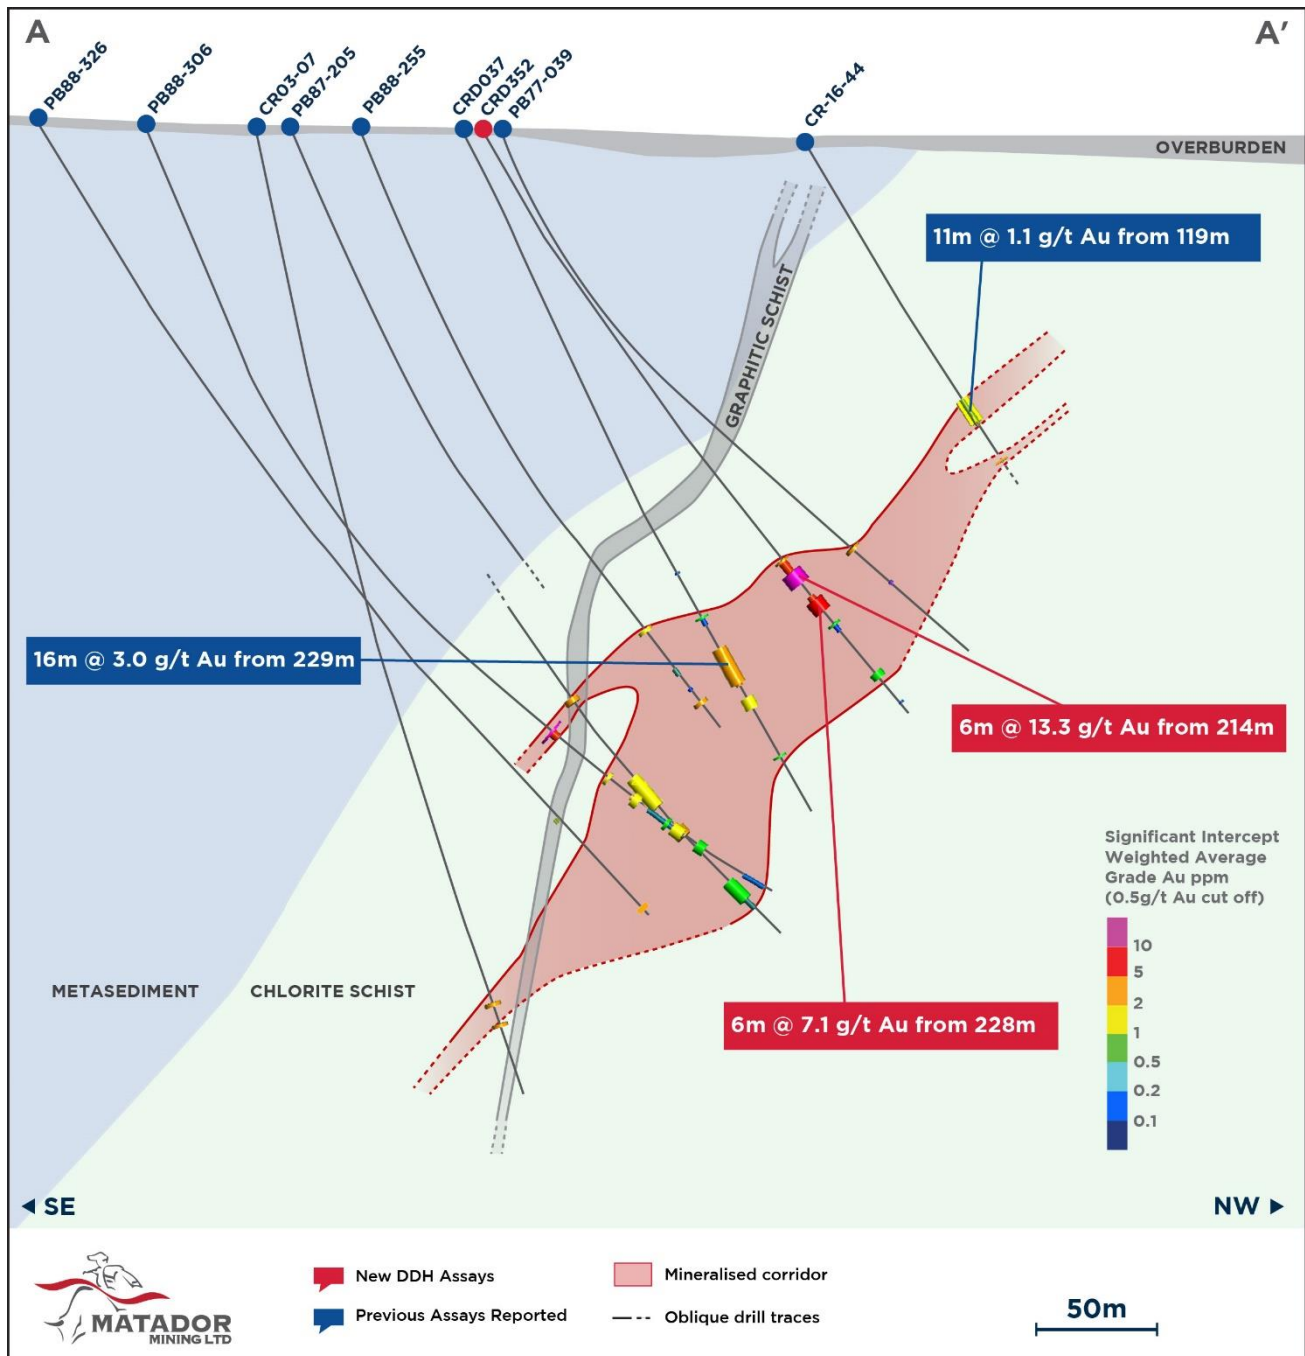 A
A'
PB88-326
PB88-306
CR03-07
PB87-205
PB88-255
CRD037
CRD352
PB77-039
CR-16-44
OVERBURDEN
11m @ 1.1 g/t Au from 119m
GRAPHITIC SCHIST
16m @ 3.0 g/t Au from 229m
6m @ 13.3 g/t Au from 214m
Significant Intercept
Weighted Average
Grade Au ppm
(0.5g/t Au cut off)
10
5
2
1
0.5
0.2
0.1
METASEDIMENT
CHLORITE SCHIST
6m @ 7.1 g/t Au from 228m
SE
NW
New DDH Assays
Mineralised corridor
Previous Assays Reported
Oblique drill traces
50m
MATADOR
MINING LTD